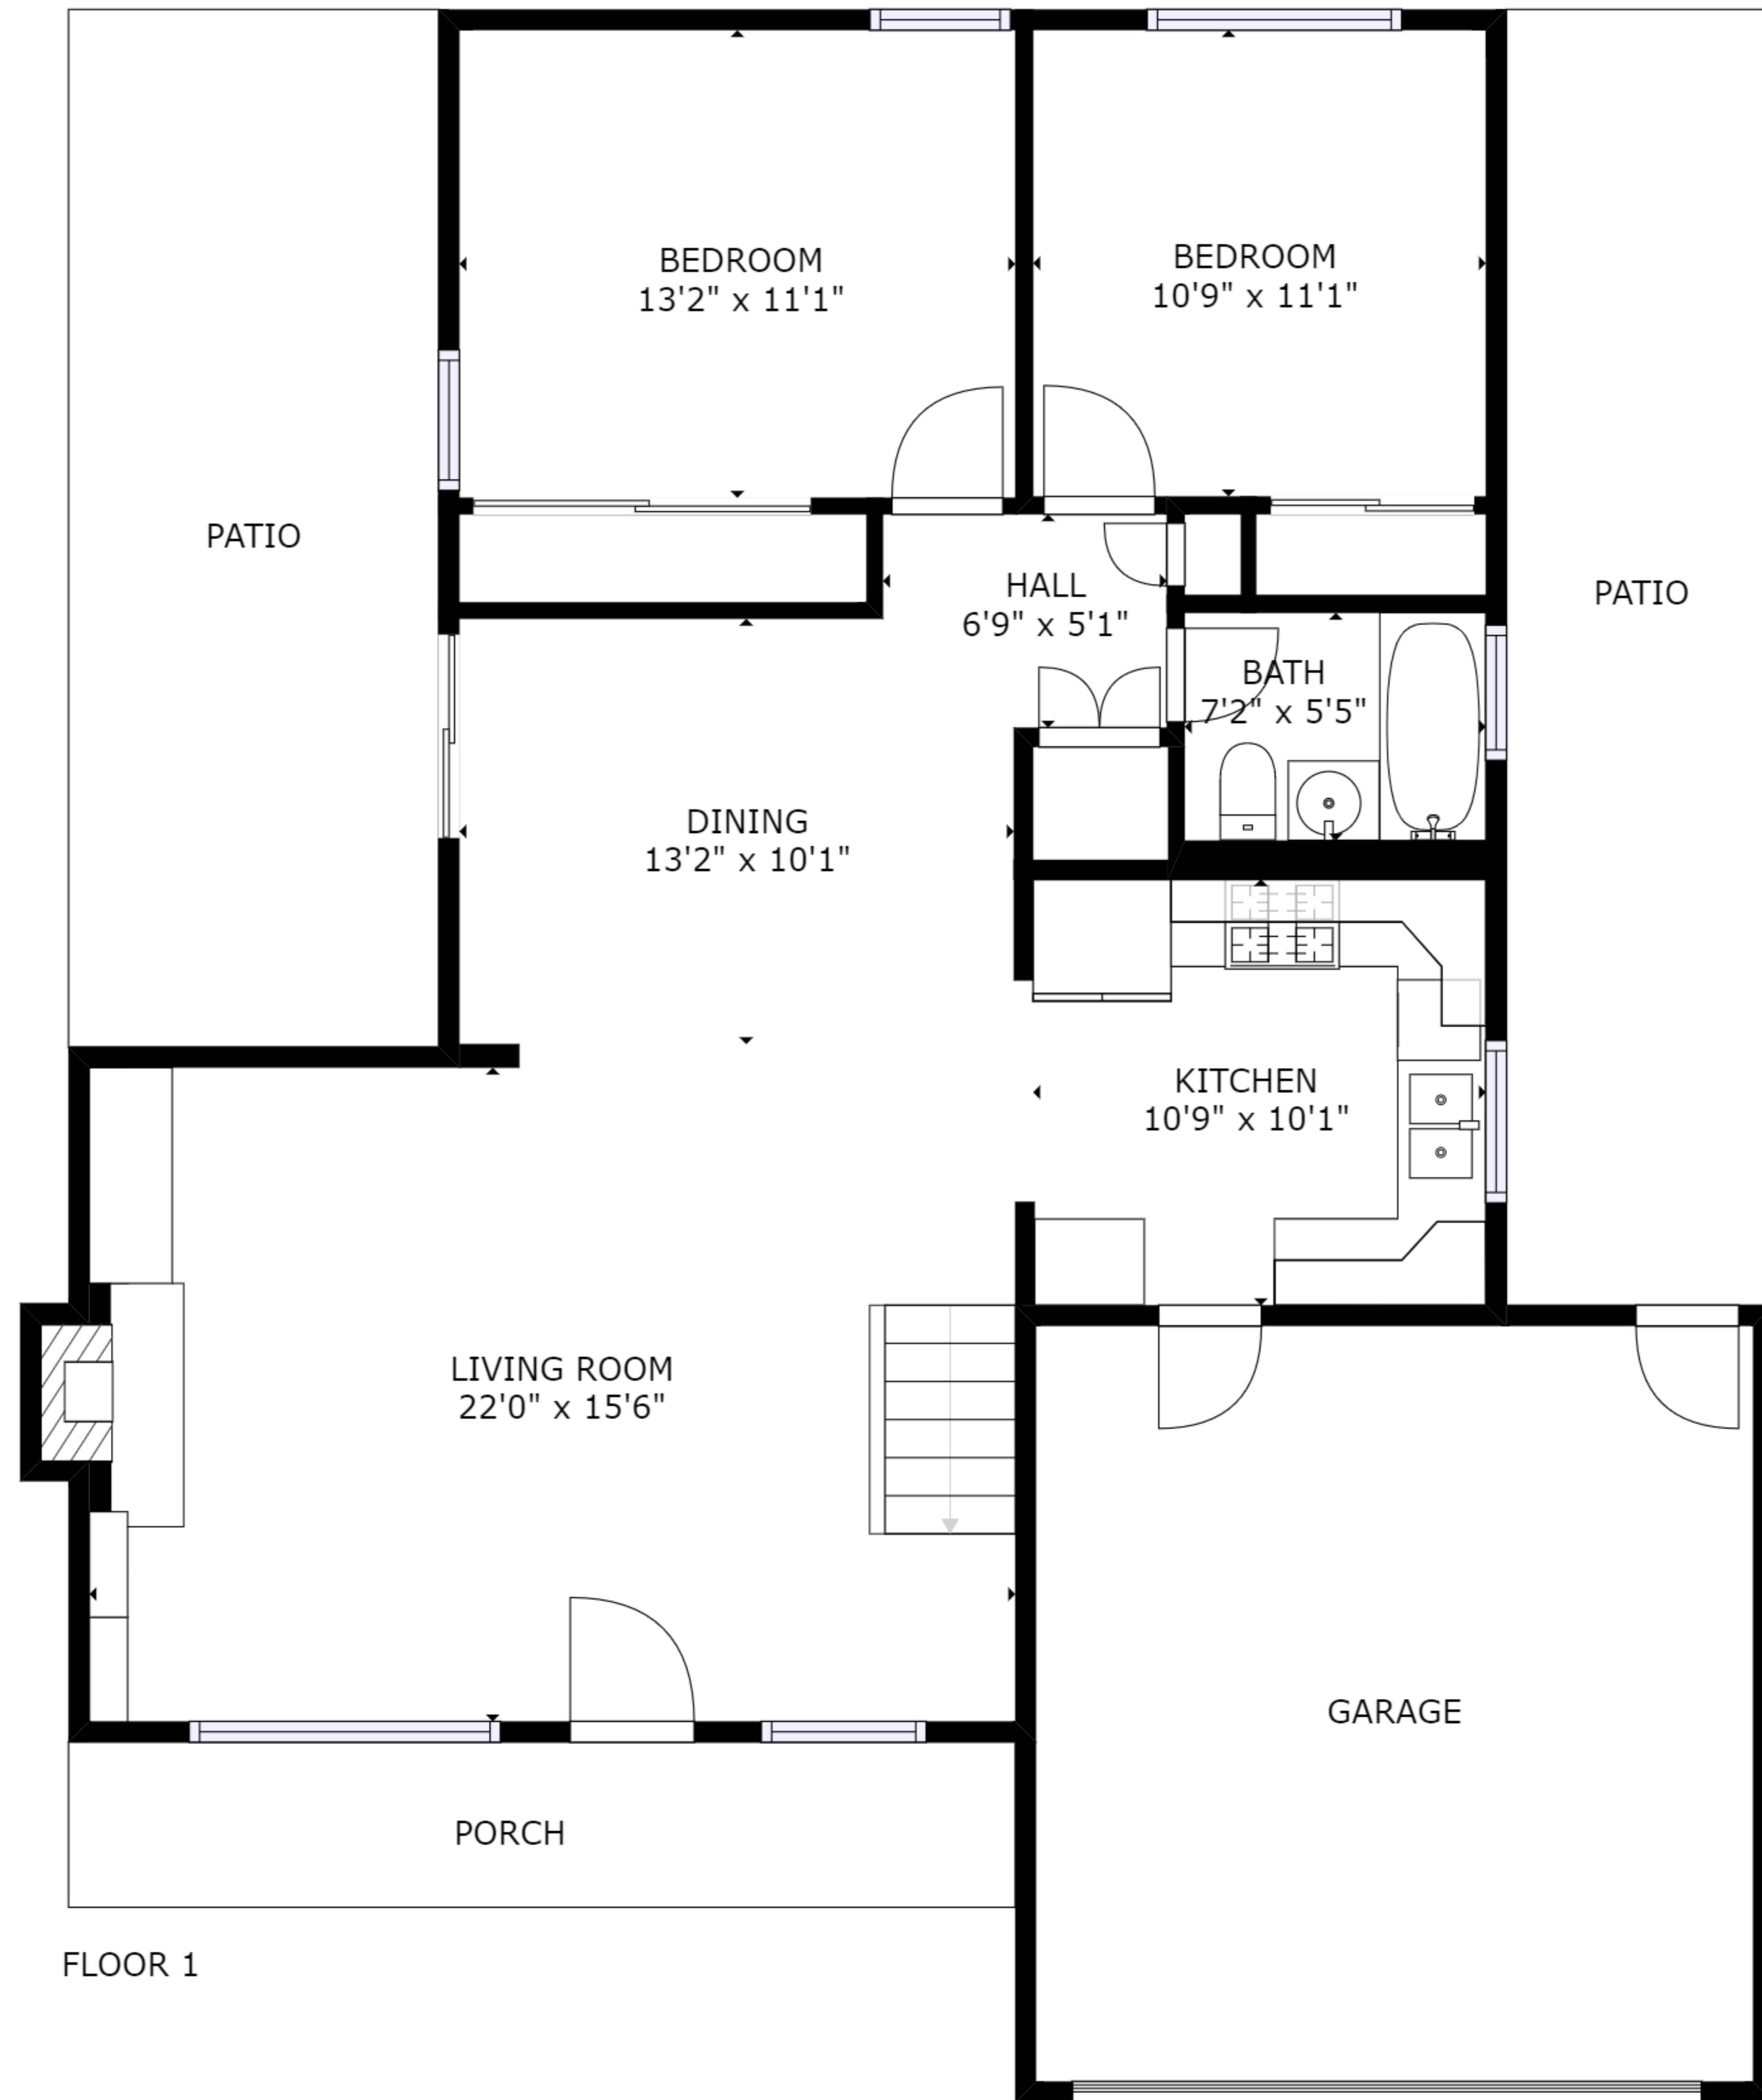 BEDROOM
13'2" x 11'1"
BEDROOM
10'9" x 11'1"
PATIO
HALL
6'9" x 5'1"
PATIO
BATH
7'2" x 5'5"
DINING
13'2" x 10'1"
KITCHEN
10'9" x 10'1"
LIVING ROOM
22'0" x 15'6"
GARAGE
PORCH
FLOOR 1